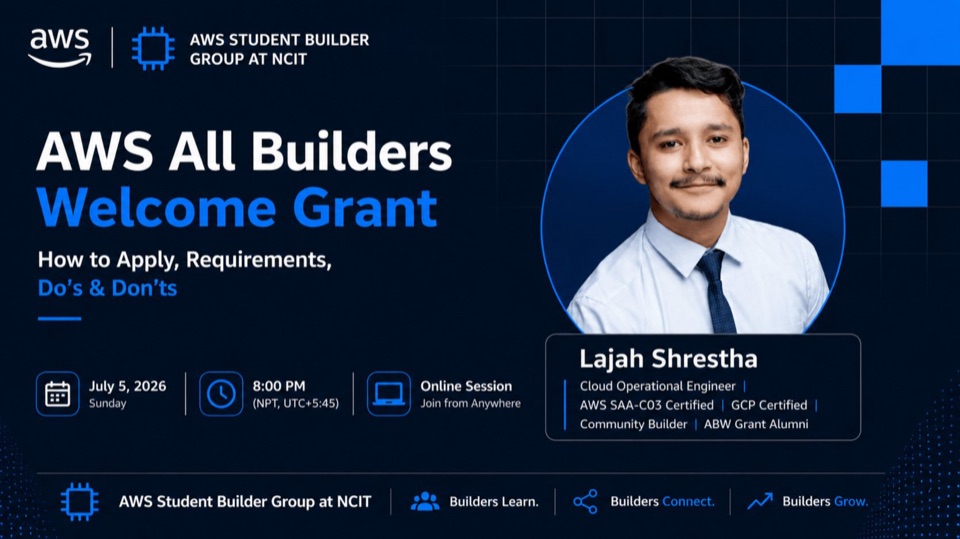 aws
AWS STUDENT BUILDER
GROUP AT NCIT
AWS All Builders
Welcome Grant
How to Apply, Requirements,
Do's & Don'ts
July 5, 2026
Sunday
8:00 PM
(NPT, UTC+5:45)
Online Session
Join from Anywhere
Lajah Shrestha
Cloud Operational Engineer |
AWS SAA-C03 Certified | GCP Certified |
Community Builder | ABW Grant Alumni
AWS Student Builder Group at NCIT
Builders Learn.
Builders Connect.
Builders Grow.